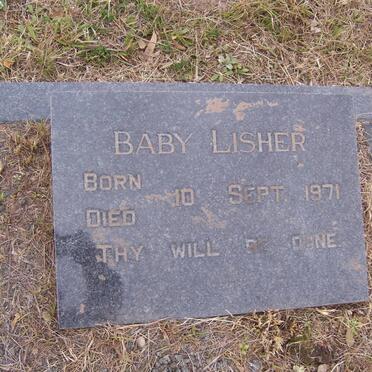 BABY LISHER
BORN
10 SEPT. 1971
DIED
THY WILL BE DONE